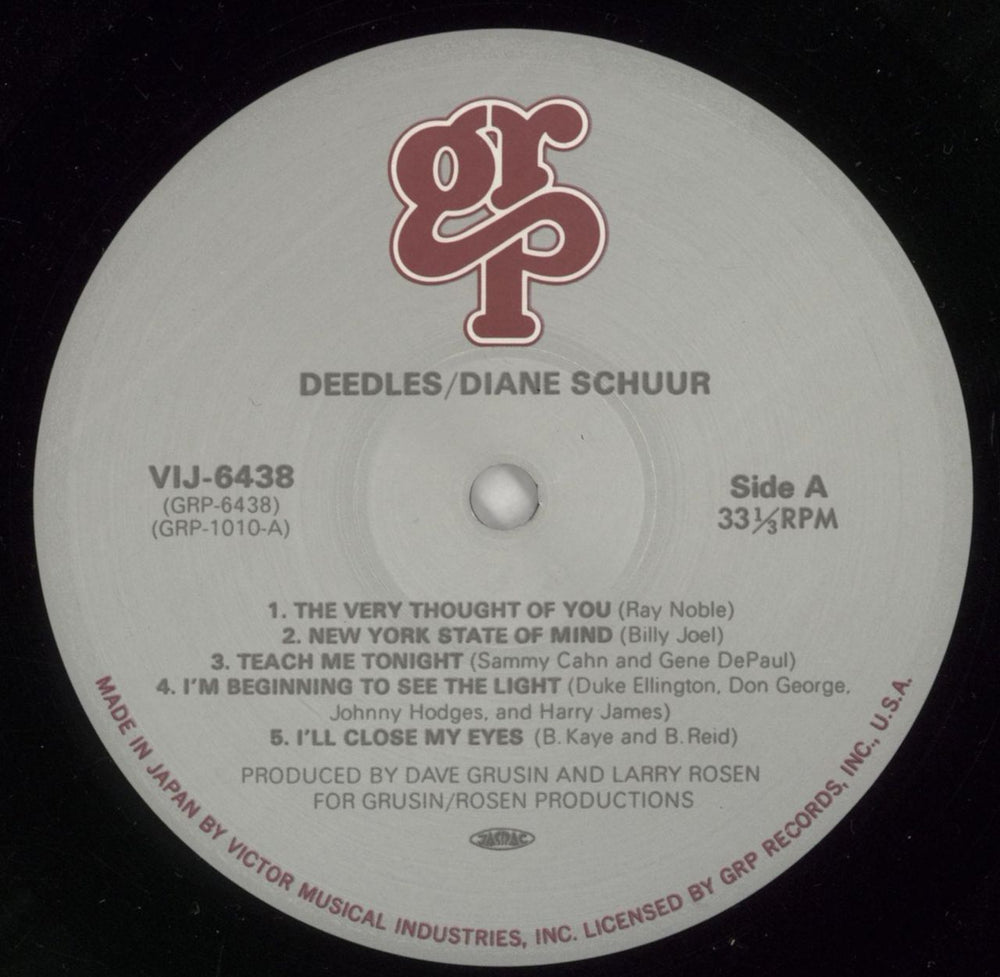 grp
DEEDLES/DIANE SCHUUR
VIJ-6438
(GRP-6438)
(GRP-1010-A)
Side A
33⅓RPM
1. THE VERY THOUGHT OF YOU (Ray Noble)
2. NEW YORK STATE OF MIND (Billy Joel)
3. TEACH ME TONIGHT (Sammy Cahn and Gene DePaul)
4. I'M BEGINNING TO SEE THE LIGHT (Duke Ellington, Don George,
Johnny Hodges, and Harry James)
5. I'LL CLOSE MY EYES (B. Kaye and B. Reid)
PRODUCED BY DAVE GRUSIN AND LARRY ROSEN
FOR GRUSIN/ROSEN PRODUCTIONS
JASRAC
MADE IN JAPAN BY VICTOR MUSICAL INDUSTRIES, INC. LICENSED BY GRP RECORDS, INC., U.S.A.